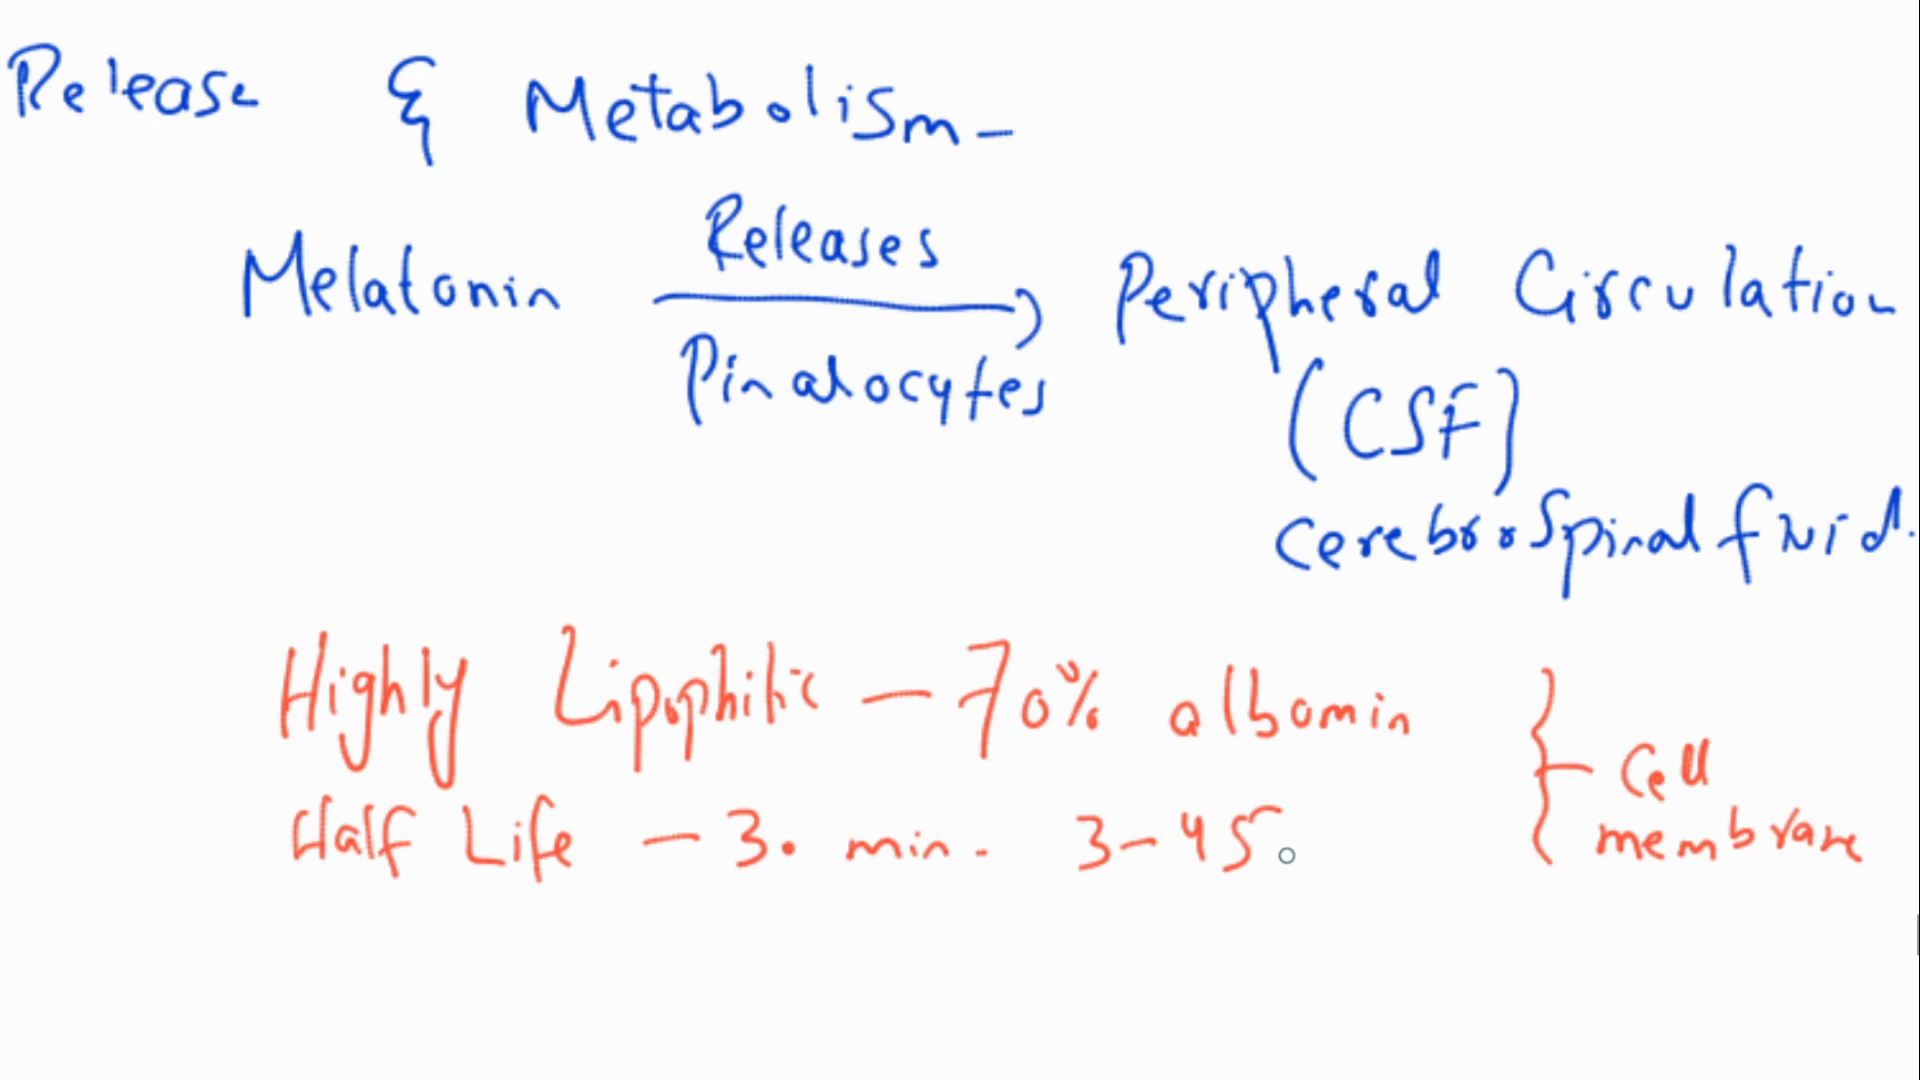 Release & Metabolism -
Releases
Melatonin → Peripheral Circulation
Pinalocytes
(CSF)
cerebrospinal fluid.
Highly Lipophilic - 70% albumin
cell
Half Life - 3. min. 3-45
membrane